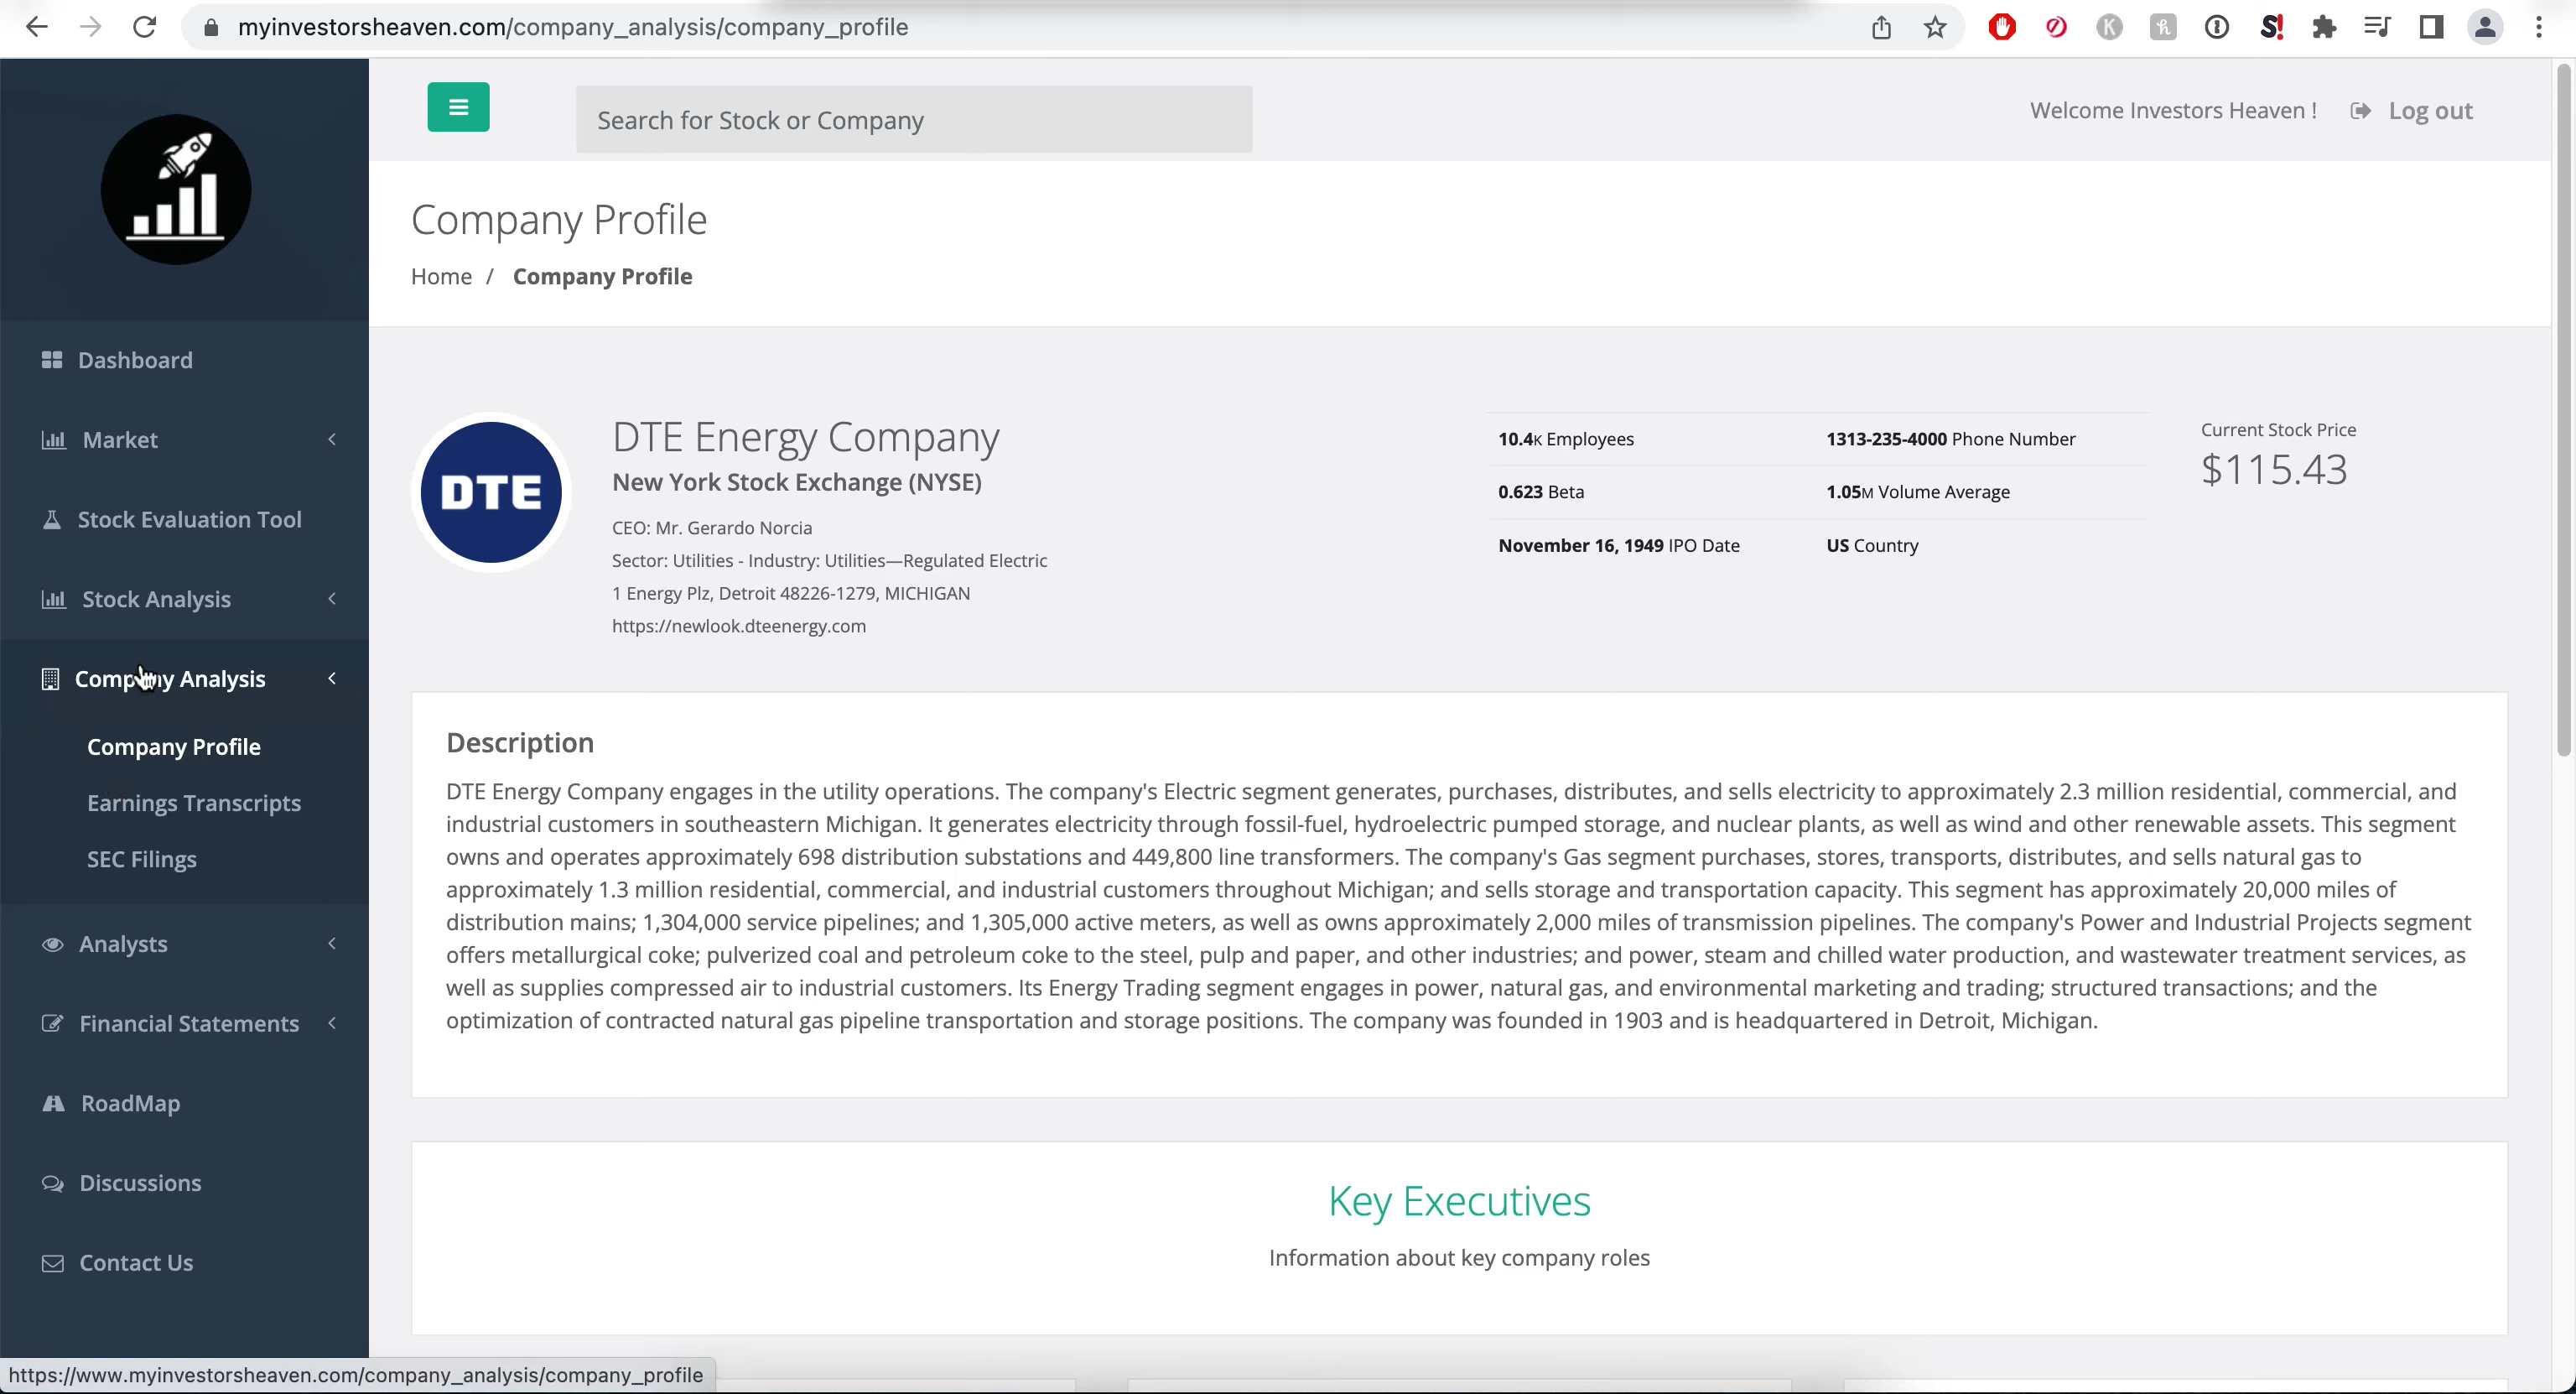 myinvestorsheaven.com/company_analysis/company_profile
Search for Stock or Company
Welcome Investors Heaven !
Log out
Company Profile
Home / Company Profile
Dashboard
Market
Stock Evaluation Tool
Stock Analysis
Company Analysis
Company Profile
Earnings Transcripts
SEC Filings
Analysts
Financial Statements
RoadMap
Discussions
Contact Us
DTE
DTE Energy Company
New York Stock Exchange (NYSE)
CEO: Mr. Gerardo Norcia
Sector: Utilities - Industry: Utilities—Regulated Electric
1 Energy Plz, Detroit 48226-1279, MICHIGAN
https://newlook.dteenergy.com
10.4K Employees
1313-235-4000 Phone Number
0.623 Beta
1.05M Volume Average
November 16, 1949 IPO Date
US Country
Current Stock Price
$115.43
Description
DTE Energy Company engages in the utility operations. The company's Electric segment generates, purchases, distributes, and sells electricity to approximately 2.3 million residential, commercial, and
industrial customers in southeastern Michigan. It generates electricity through fossil-fuel, hydroelectric pumped storage, and nuclear plants, as well as wind and other renewable assets. This segment
owns and operates approximately 698 distribution substations and 449,800 line transformers. The company's Gas segment purchases, stores, transports, distributes, and sells natural gas to
approximately 1.3 million residential, commercial, and industrial customers throughout Michigan; and sells storage and transportation capacity. This segment has approximately 20,000 miles of
distribution mains; 1,304,000 service pipelines; and 1,305,000 active meters, as well as owns approximately 2,000 miles of transmission pipelines. The company's Power and Industrial Projects segment
offers metallurgical coke; pulverized coal and petroleum coke to the steel, pulp and paper, and other industries; and power, steam and chilled water production, and wastewater treatment services, as
well as supplies compressed air to industrial customers. Its Energy Trading segment engages in power, natural gas, and environmental marketing and trading; structured transactions; and the
optimization of contracted natural gas pipeline transportation and storage positions. The company was founded in 1903 and is headquartered in Detroit, Michigan.
Key Executives
Information about key company roles
https://www.myinvestorsheaven.com/company_analysis/company_profile